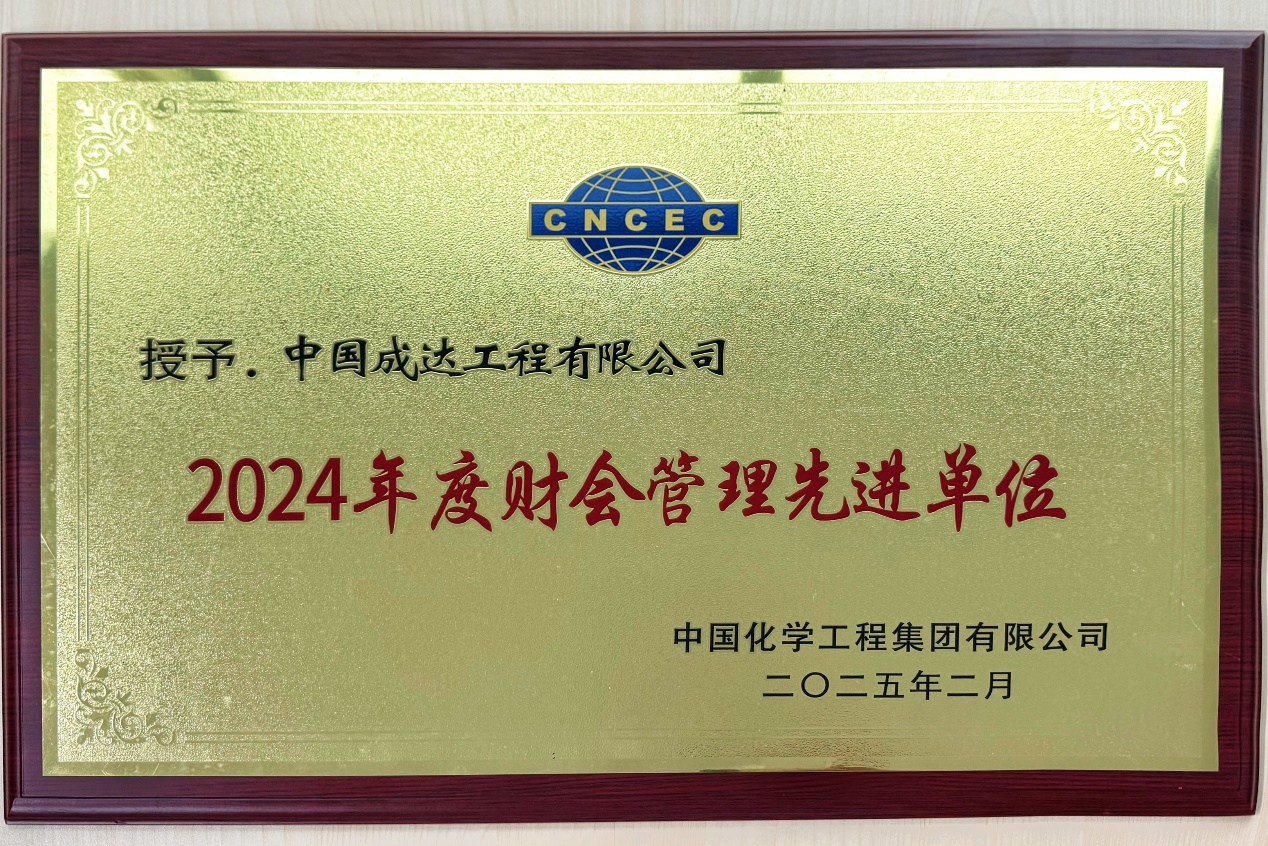 CNCEC
授予.中国成达工程有限公司
2024年度财会管理先进单位
中国化学工程集团有限公司
二〇二五年二月